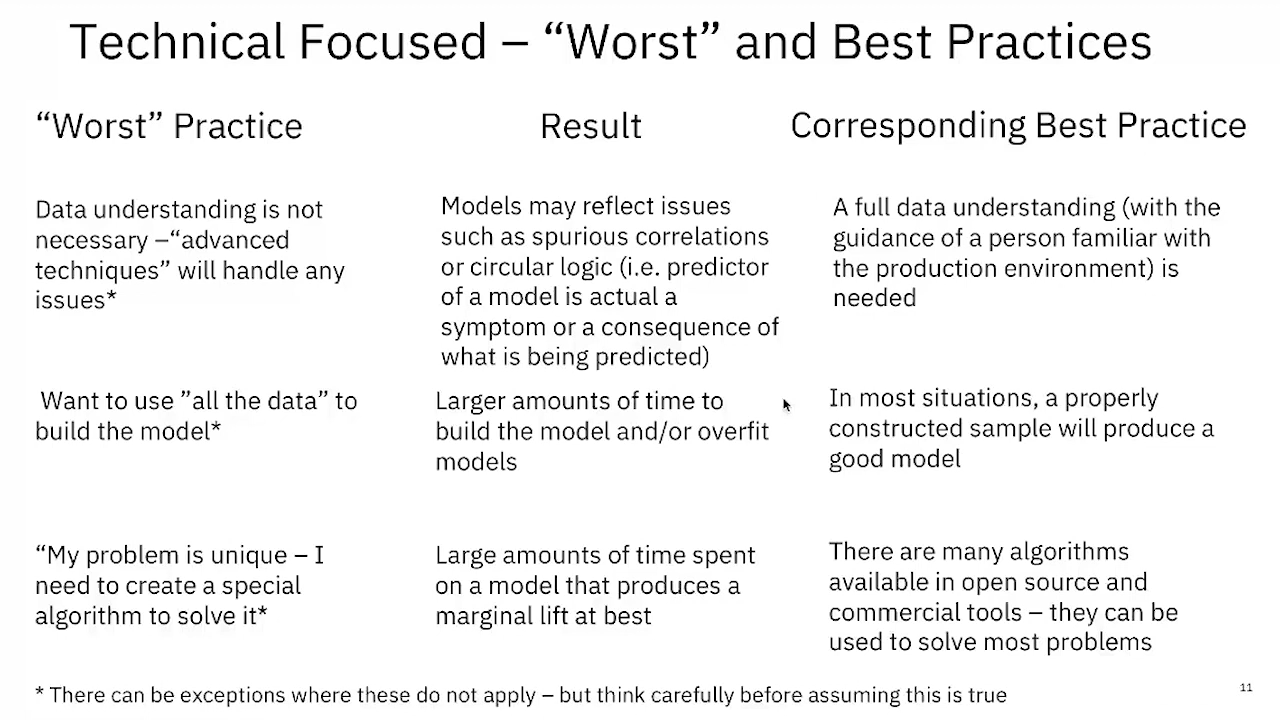 Technical Focused – “Worst” and Best Practices
“Worst” Practice
Result
Corresponding Best Practice
Data understanding is not
necessary –“advanced
techniques” will handle any
issues*
Models may reflect issues
such as spurious correlations
or circular logic (i.e. predictor
of a model is actual a
symptom or a consequence of
what is being predicted)
A full data understanding (with the
guidance of a person familiar with
the production environment) is
needed
Want to use ”all the data” to
build the model*
Larger amounts of time to
build the model and/or overfit
models
In most situations, a properly
constructed sample will produce a
good model
“My problem is unique – I
need to create a special
algorithm to solve it*
Large amounts of time spent
on a model that produces a
marginal lift at best
There are many algorithms
available in open source and
commercial tools – they can be
used to solve most problems
* There can be exceptions where these do not apply – but think carefully before assuming this is true
11